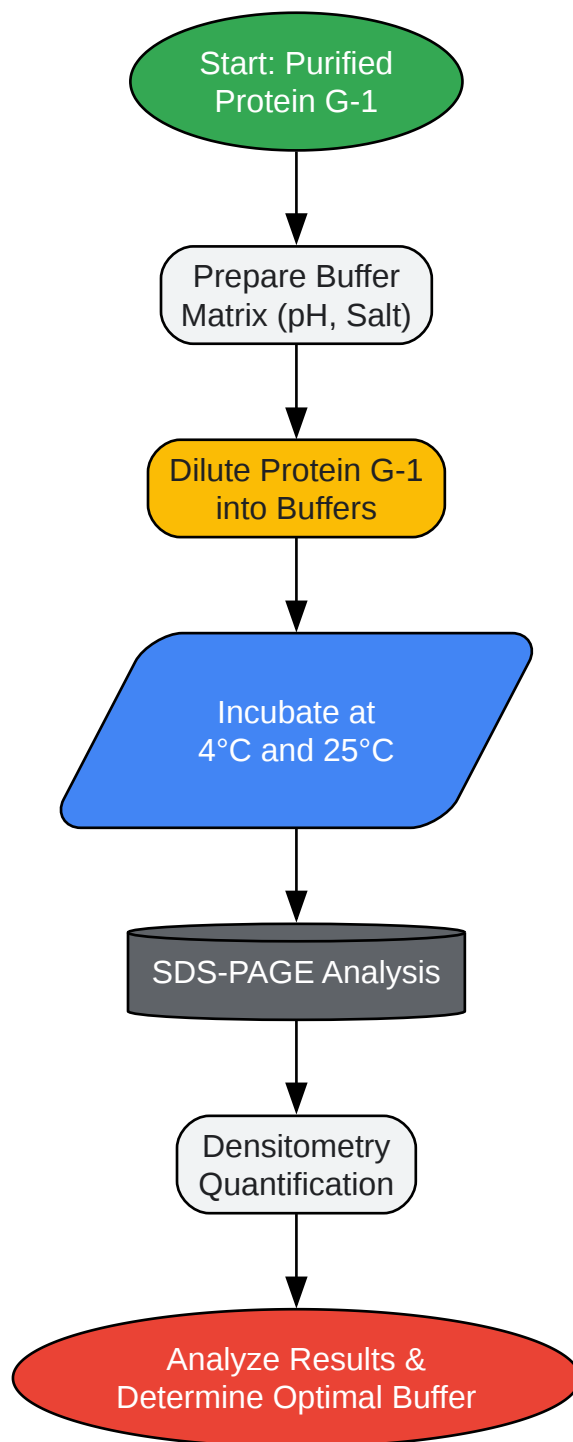 Start: Purified
Protein G-1
Prepare Buffer
Matrix (pH, Salt)
Dilute Protein G-1
into Buffers
Incubate at
4°C and 25°C
SDS-PAGE Analysis
Densitometry
Quantification
Analyze Results &
Determine Optimal Buffer